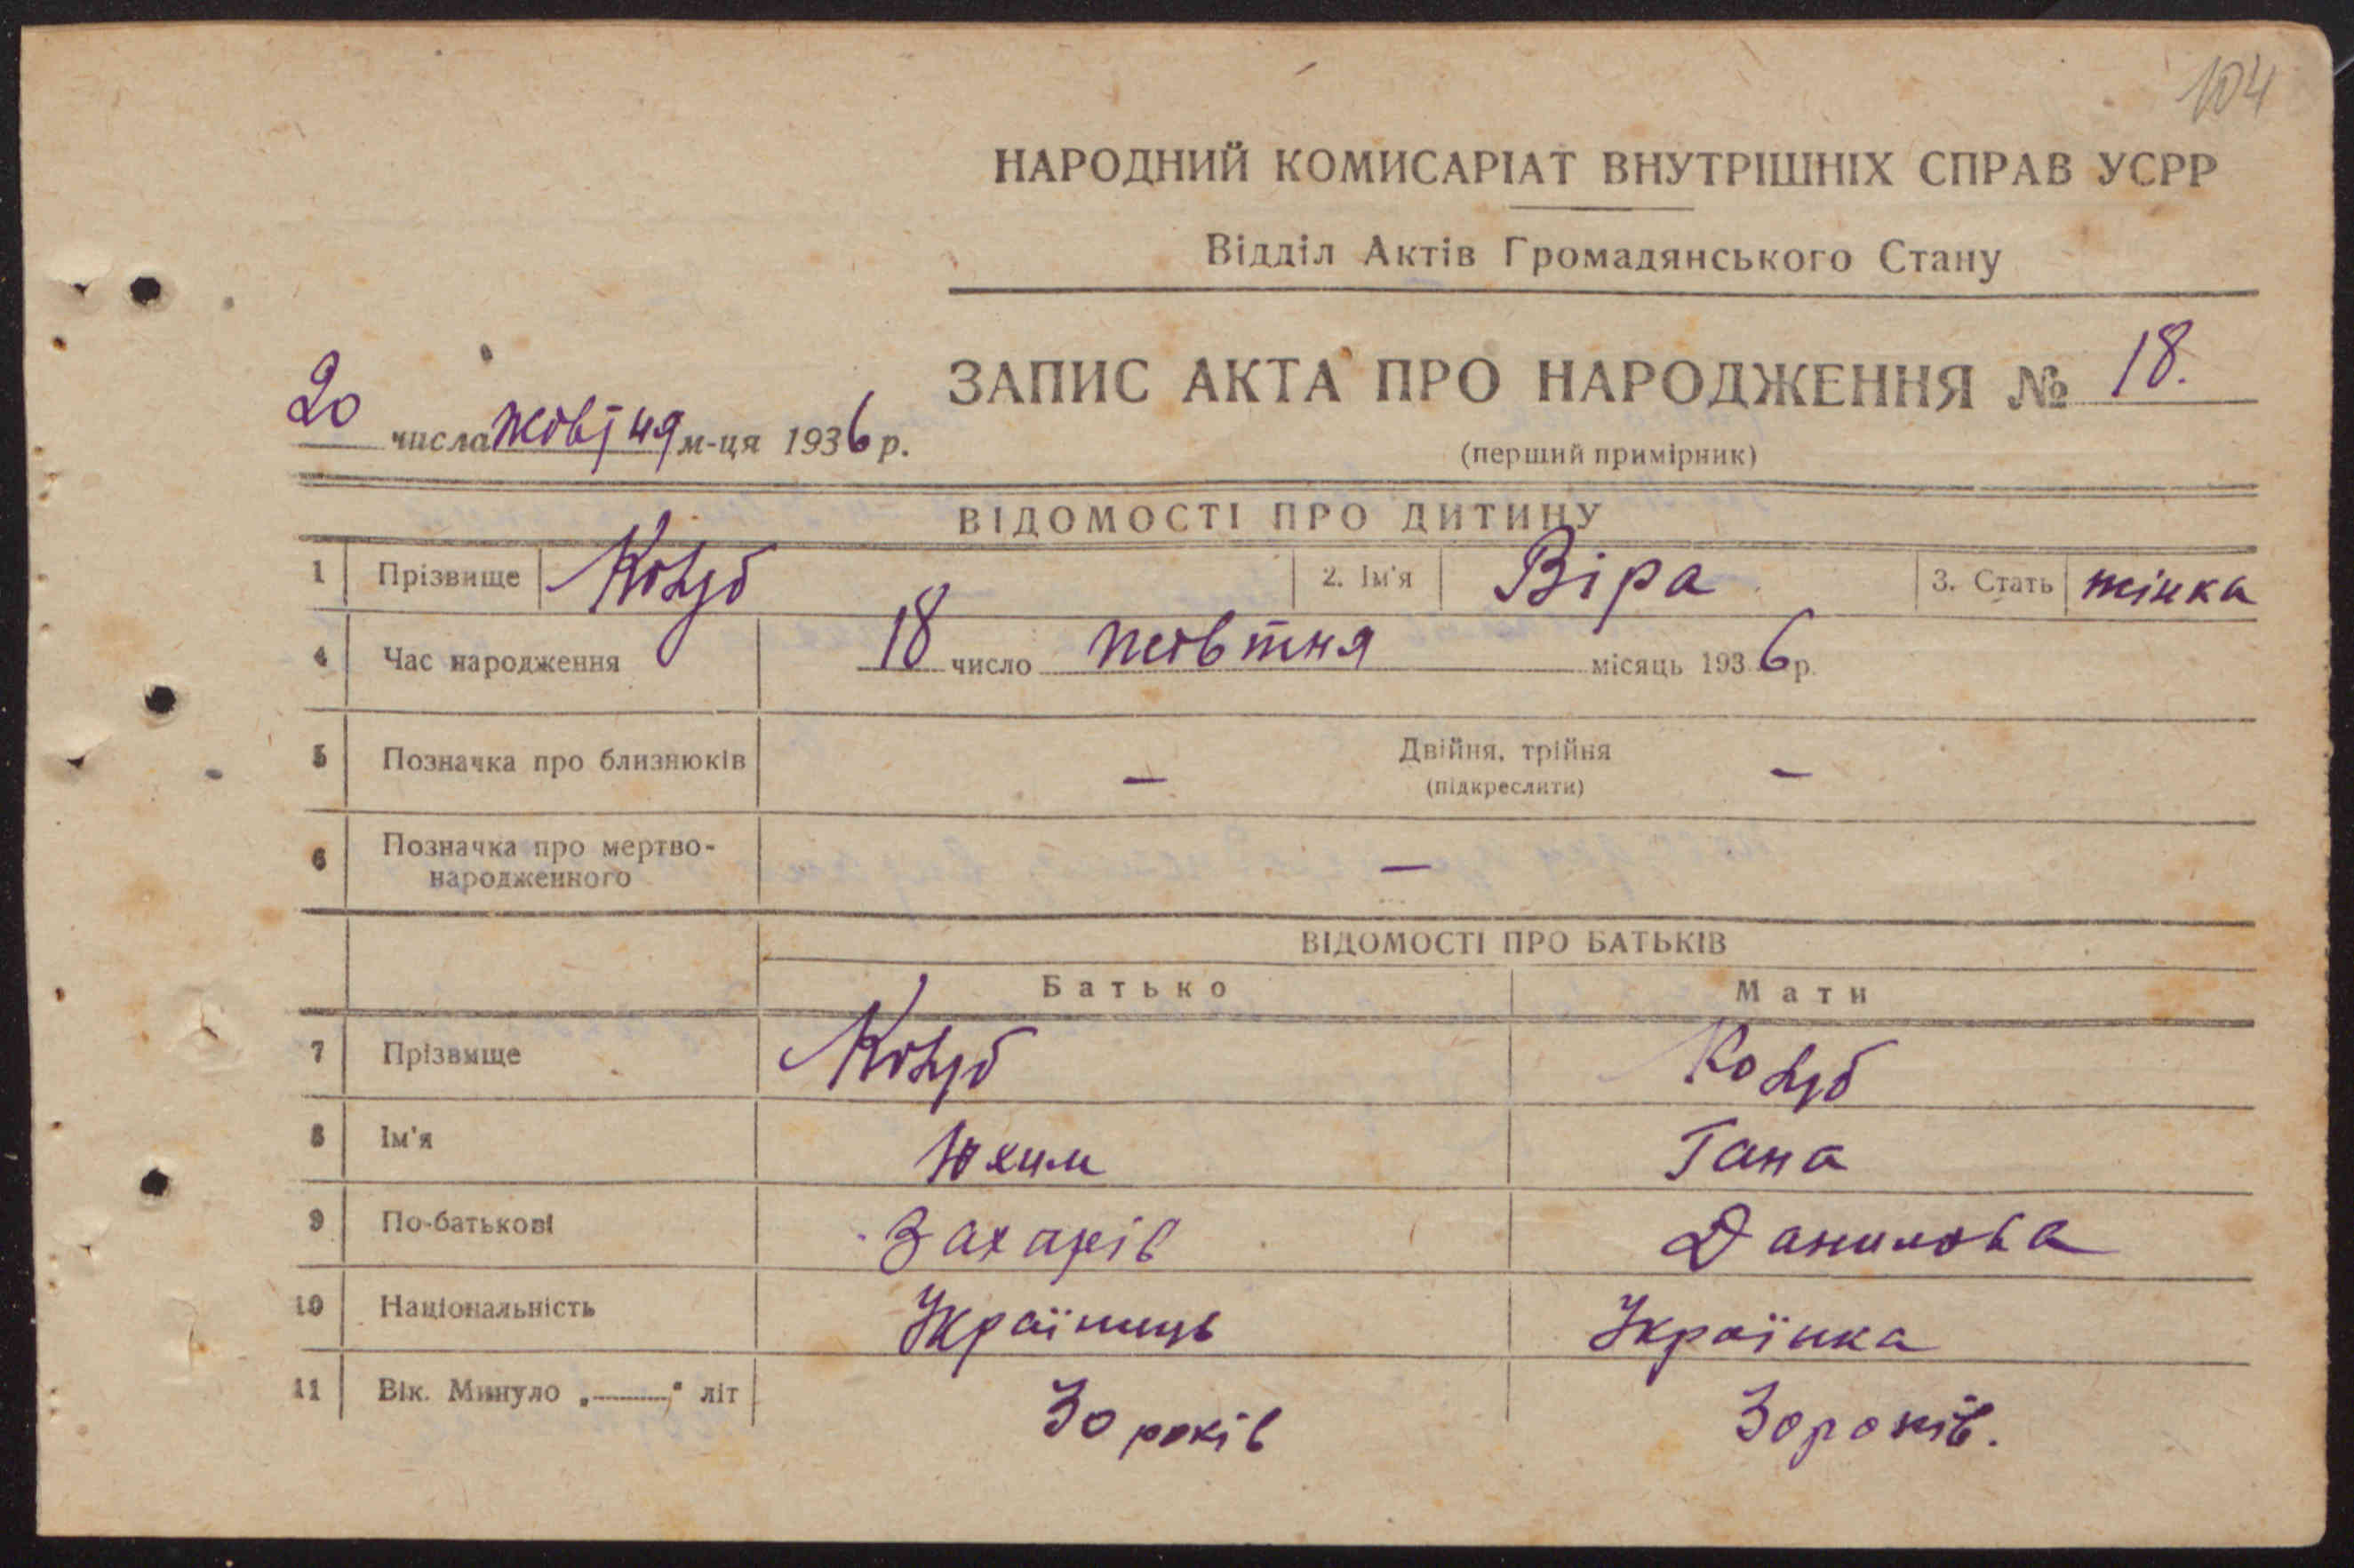 104
НАРОДНИЙ КОМИСАРІАТ ВНУТРІШНІХ СПРАВ УСРР
Відділ Актів Громадянського Стану
ЗАПИС АКТА ПРО НАРОДЖЕННЯ № 18.
20 числа жовтня м-ця 1936 р.
(перший примірник)
ВІДОМОСТІ ПРО ДИТИНУ
1 Прізвище 2. Ім'я Віра 3. Стать жінка
4 Час народження 18 число жовтня місяць 1936 р.
5 Позначка про близнюків — Двійня, трійня —
(підкреслити)
6 Позначка про мертво-
народженного —
ВІДОМОСТІ ПРО БАТЬКІВ
Батько Мати
7 Прізвище
8 Ім'я Юхим Гана
9 По-батькові Захарів Данилова
10 Національність Українець Українка
11 Вік. Минуло „——" літ 30 років 30 років.